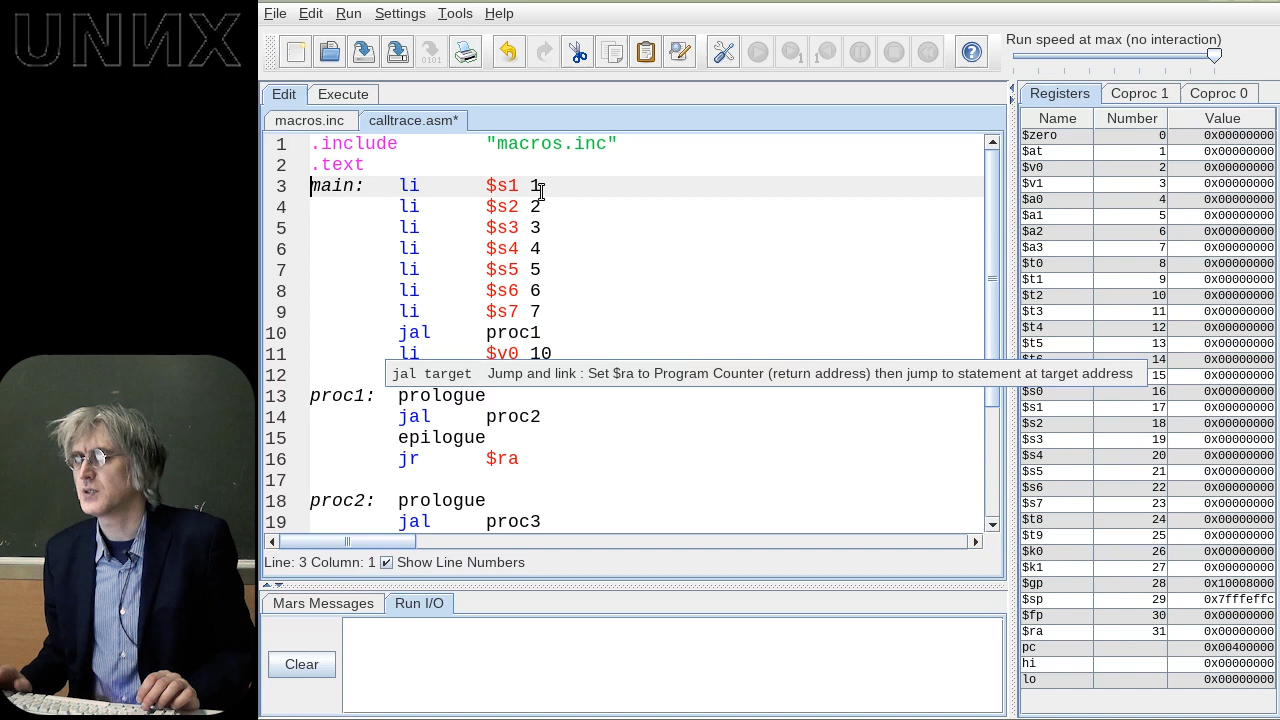 UNИX
File Edit Run Settings Tools Help
Run speed at max (no interaction)
Edit Execute
macros.inc calltrace.asm*
1 .include "macros.inc"
2 .text
3 main: li $s1 1
4 li $s2 2
5 li $s3 3
6 li $s4 4
7 li $s5 5
8 li $s6 6
9 li $s7 7
10 jal proc1
11 li $v0 10
12
jal target Jump and link : Set $ra to Program Counter (return address) then jump to statement at target address
13 proc1: prologue
14 jal proc2
15 epilogue
16 jr $ra
17
18 proc2: prologue
19 jal proc3
Line: 3 Column: 1 Show Line Numbers
Mars Messages Run I/O
Clear
Registers Coproc 1 Coproc 0
Name Number Value
$zero 0 0x00000000
$at 1 0x00000000
$v0 2 0x00000000
$v1 3 0x00000000
$a0 4 0x00000000
$a1 5 0x00000000
$a2 6 0x00000000
$a3 7 0x00000000
$t0 8 0x00000000
$t1 9 0x00000000
$t2 10 0x00000000
$t3 11 0x00000000
$t4 12 0x00000000
$t5 13 0x00000000
14 0x00000000
15 0x00000000
$s0 16 0x00000000
$s1 17 0x00000000
$s2 18 0x00000000
$s3 19 0x00000000
$s4 20 0x00000000
$s5 21 0x00000000
$s6 22 0x00000000
$s7 23 0x00000000
$t8 24 0x00000000
$t9 25 0x00000000
$k0 26 0x00000000
$k1 27 0x00000000
$gp 28 0x10008000
$sp 29 0x7fffeffc
$fp 30 0x00000000
$ra 31 0x00000000
pc 0x00400000
hi 0x00000000
lo 0x00000000